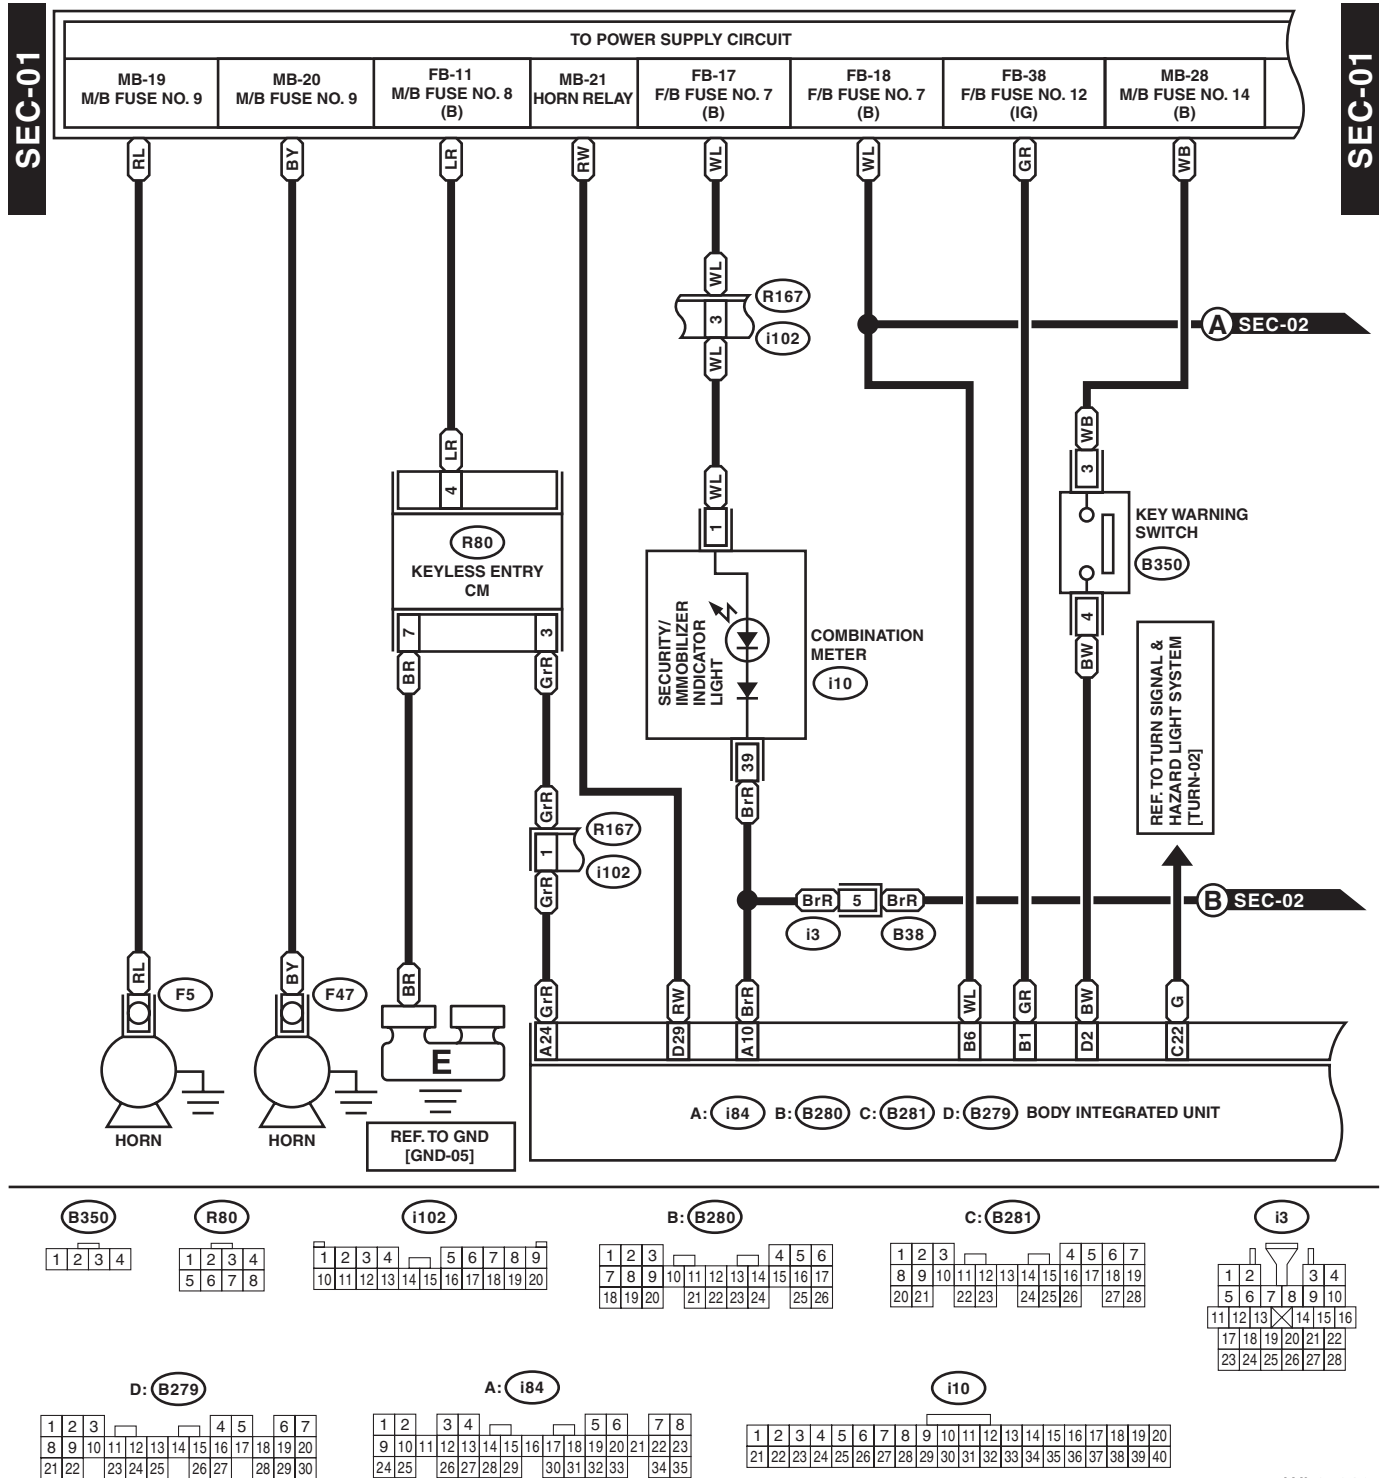 SEC-01
SEC-01
TO POWER SUPPLY CIRCUIT
MB-19
M/B FUSE NO. 9
MB-20
M/B FUSE NO. 9
FB-11
M/B FUSE NO. 8
(B)
MB-21
HORN RELAY
FB-17
F/B FUSE NO. 7
(B)
FB-18
F/B FUSE NO. 7
(B)
FB-38
F/B FUSE NO. 12
(IG)
MB-28
M/B FUSE NO. 14
(B)
RL
BY
LR
RW
WL
WL
GR
WB
WL
R167
3
i102
WL
A SEC-02
LR
4
WL
1
WB
3
R80
KEYLESS ENTRY
CM
KEY WARNING
SWITCH
B350
7
3
BR
GrR
SECURITY/
IMMOBILIZER
INDICATOR
LIGHT
COMBINATION
METER
i10
4
BW
REF. TO TURN SIGNAL &
HAZARD LIGHT SYSTEM
[TURN-02]
39
BrR
GrR
R167
1
i102
GrR
BrR 5 BrR
i3
B38
B SEC-02
RL
F5
BY
F47
BR
GrR
RW
BrR
WL
GR
BW
G
A24
D29
A10
B6
B1
D2
C22
E
A: i84 B: B280 C: B281 D: B279 BODY INTEGRATED UNIT
HORN
HORN
REF. TO GND
[GND-05]
B350
1 2 3 4
R80
1 2 3 4
5 6 7 8
i102
1 2 3 4 5 6 7 8 9
10 11 12 13 14 15 16 17 18 19 20
B: B280
1 2 3 4 5 6
7 8 9 10 11 12 13 14 15 16 17
18 19 20 21 22 23 24 25 26
C: B281
1 2 3 4 5 6 7
8 9 10 11 12 13 14 15 16 17 18 19
20 21 22 23 24 25 26 27 28
i3
1 2 3 4
5 6 7 8 9 10
11 12 13 14 15 16
17 18 19 20 21 22
23 24 25 26 27 28
D: B279
1 2 3 4 5 6 7
8 9 10 11 12 13 14 15 16 17 18 19 20
21 22 23 24 25 26 27 28 29 30
A: i84
1 2 3 4 5 6 7 8
9 10 11 12 13 14 15 16 17 18 19 20 21 22 23
24 25 26 27 28 29 30 31 32 33 34 35
i10
1 2 3 4 5 6 7 8 9 10 11 12 13 14 15 16 17 18 19 20
21 22 23 24 25 26 27 28 29 30 31 32 33 34 35 36 37 38 39 40